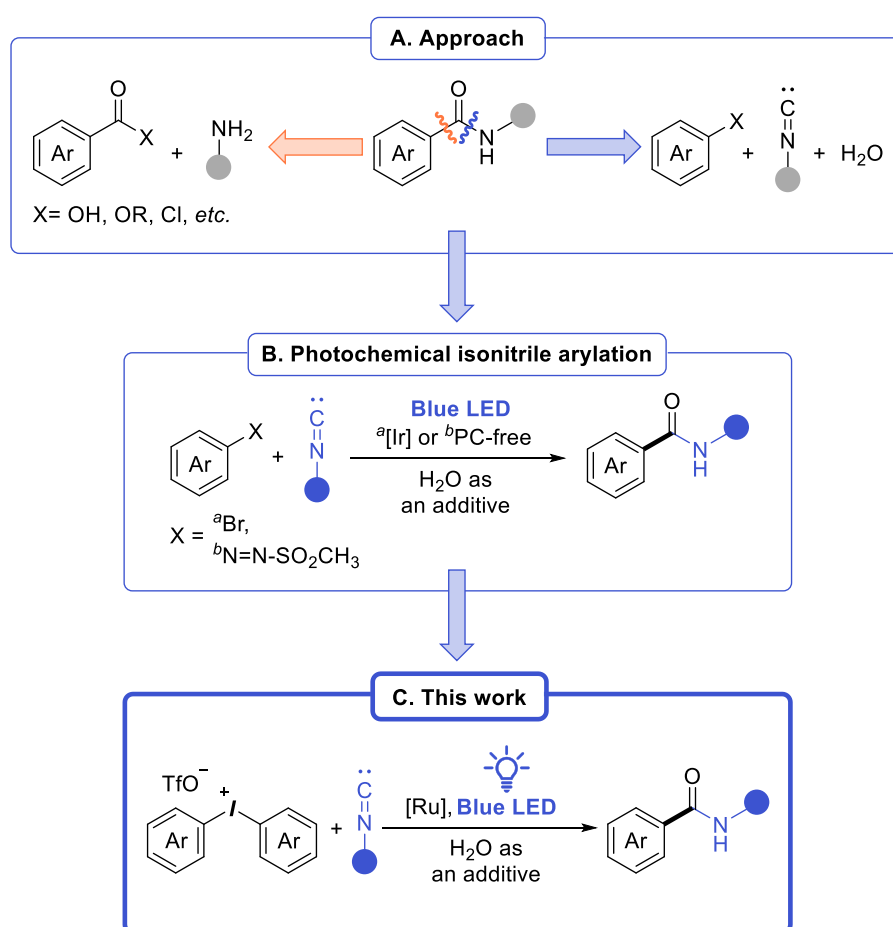 A. Approach
O
X
Ar
+
NH2
X= OH, OR, Cl, etc.
O
Ar
N
H
X
Ar
+
:
C
N
+
H2O
B. Photochemical isonitrile arylation
X
Ar
+
:
C
N
Blue LED
a[Ir] or bPC-free
H2O as
an additive
O
Ar
N
H
X =
aBr,
bN=N-SO2CH3
C. This work
TfO−
+
I
Ar
Ar
+
:
C
N
[Ru], Blue LED
H2O as
an additive
O
Ar
N
H